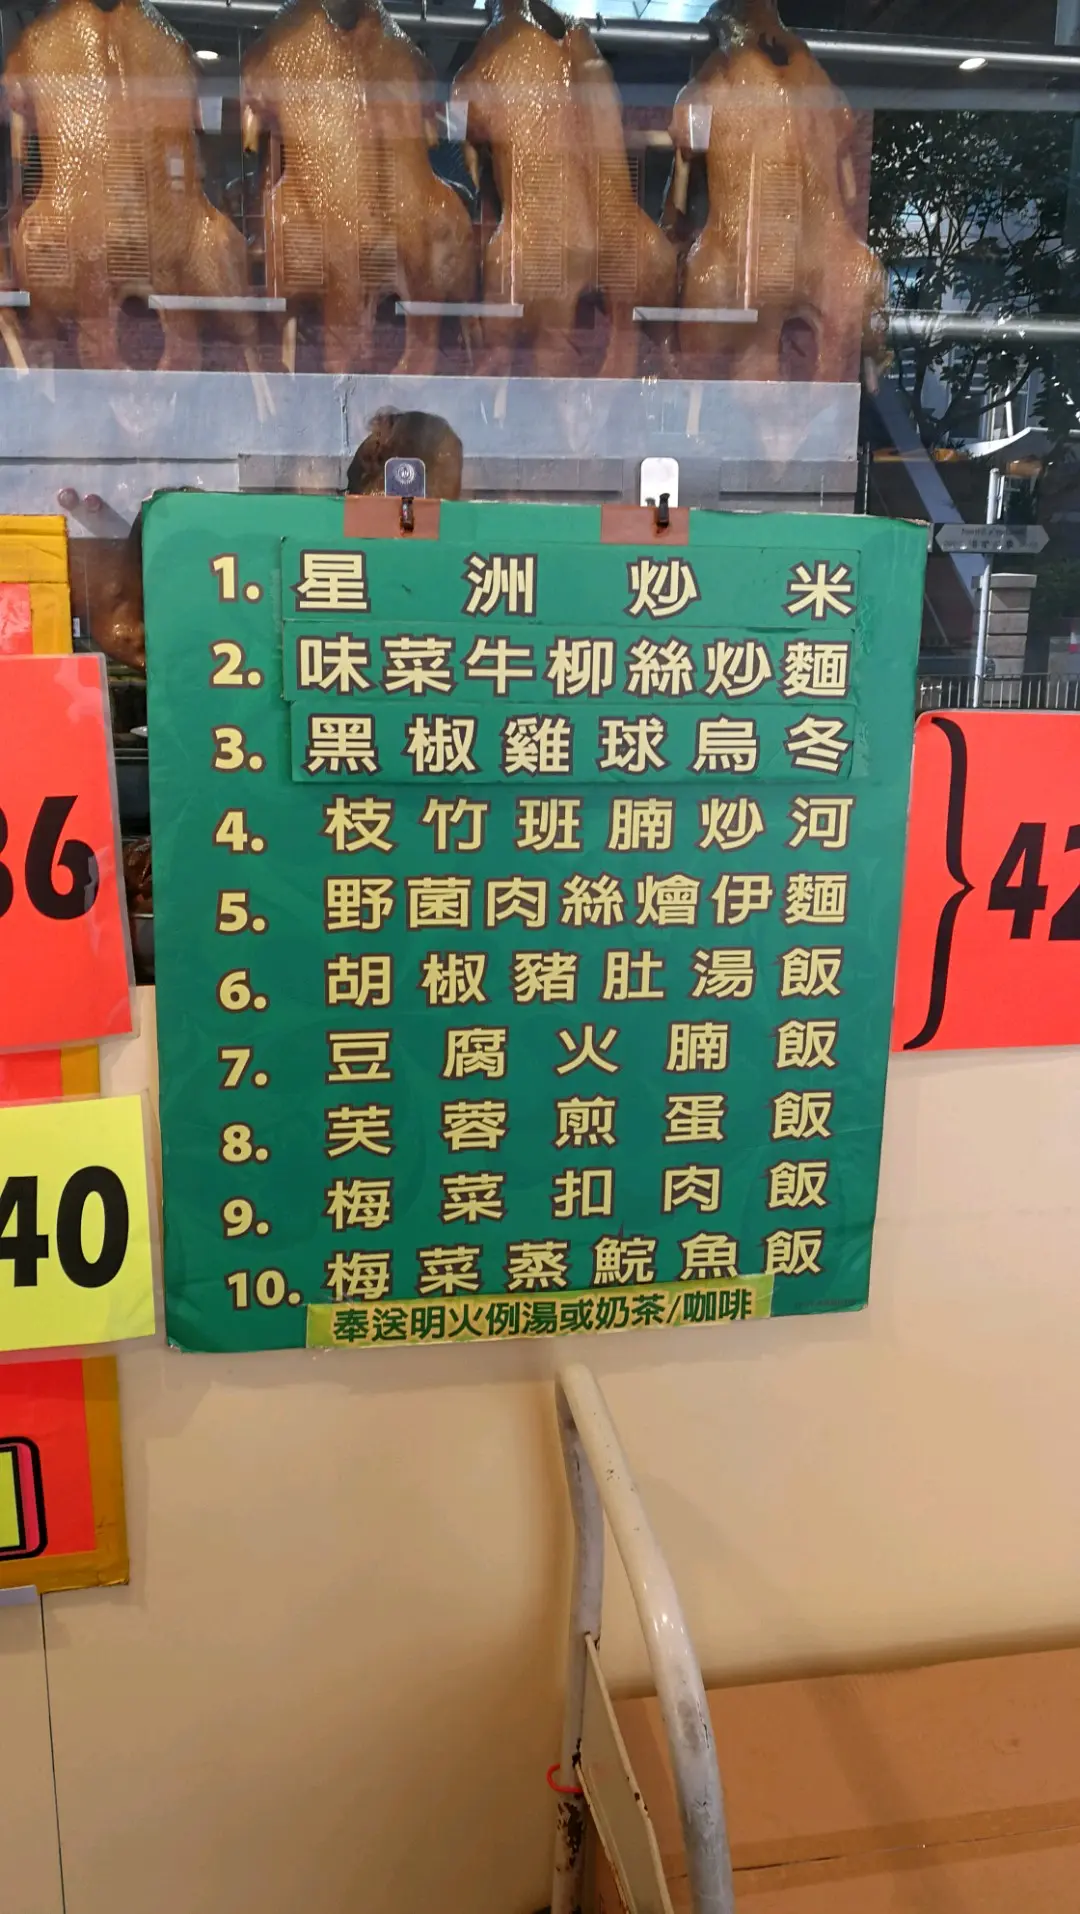 1. 星洲炒米
2. 味菜牛柳絲炒麵
3. 黑椒雞球烏冬
4. 枝竹班腩炒河
5. 野菌肉絲燴伊麵
6. 胡椒豬肚湯飯
7. 豆腐火腩飯
8. 芙蓉煎蛋飯
9. 梅菜扣肉飯
10. 梅菜蒸鯇魚飯
奉送明火例湯或奶茶/咖啡
36
40
42